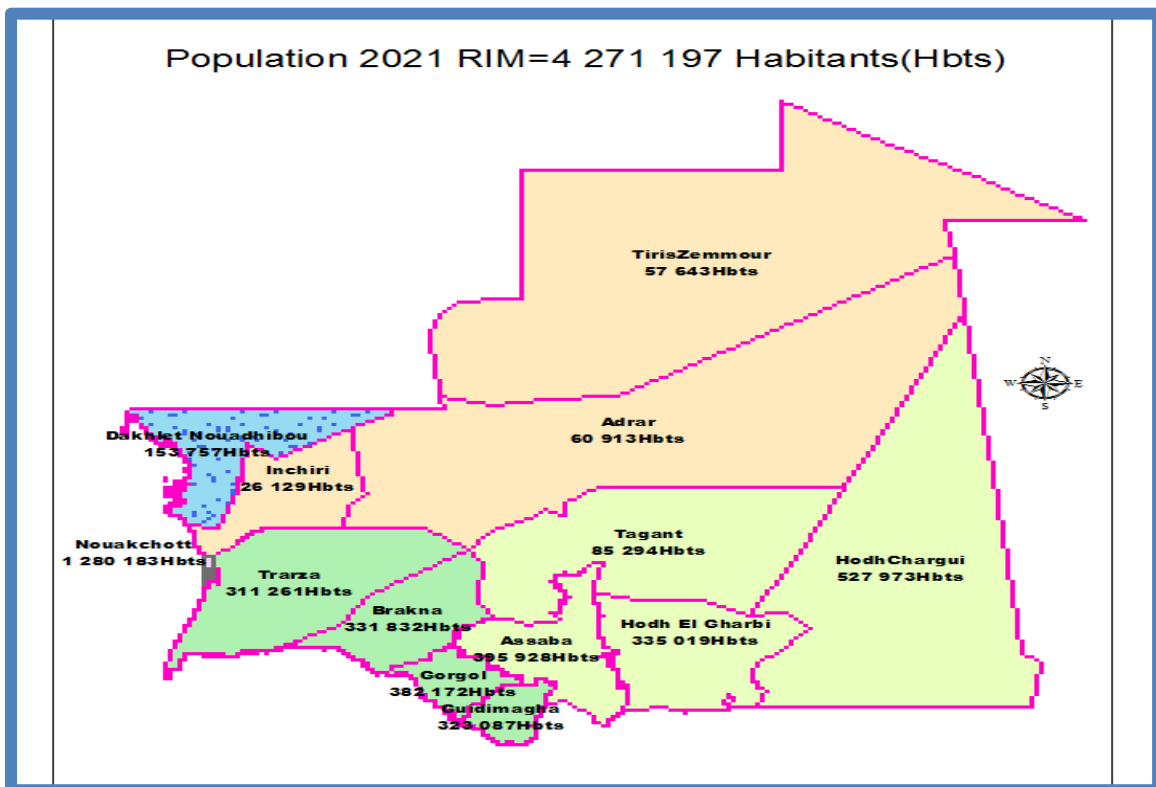 Population 2021 RIM=4 271 197 Habitants(Hbts)
TirisZemmour
57 643Hbts
N
W E
S
Adrar
60 913Hbts
Dakhlet Nouadhibou
153 757Hbts
Inchiri
26 129Hbts
Tagant
85 294Hbts
Nouakchott
1 280 183Hbts
HodhChargui
527 973Hbts
Trarza
311 261Hbts
Brakna
331 832Hbts
Hodh El Gharbi
335 019Hbts
Assaba
395 928Hbts
Gorgol
382 172Hbts
Guidimagha
323 087Hbts